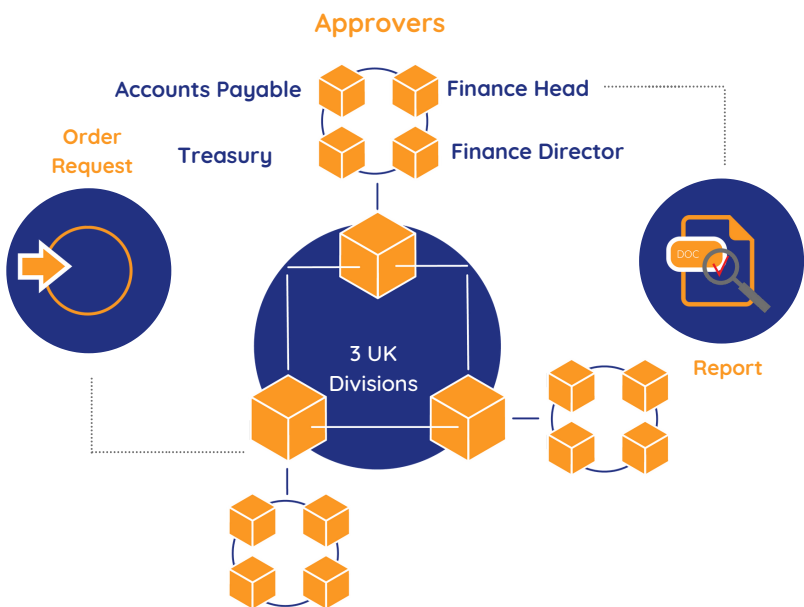 Approvers
Accounts Payable
Finance Head
Order
Request
Treasury
Finance Director
DOC
3 UK
Divisions
Report